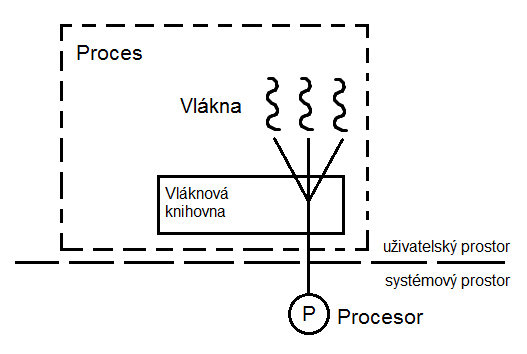 Proces
Vlákna
Vláknová
knihovna
uživatelský prostor
systémový prostor
P
Procesor